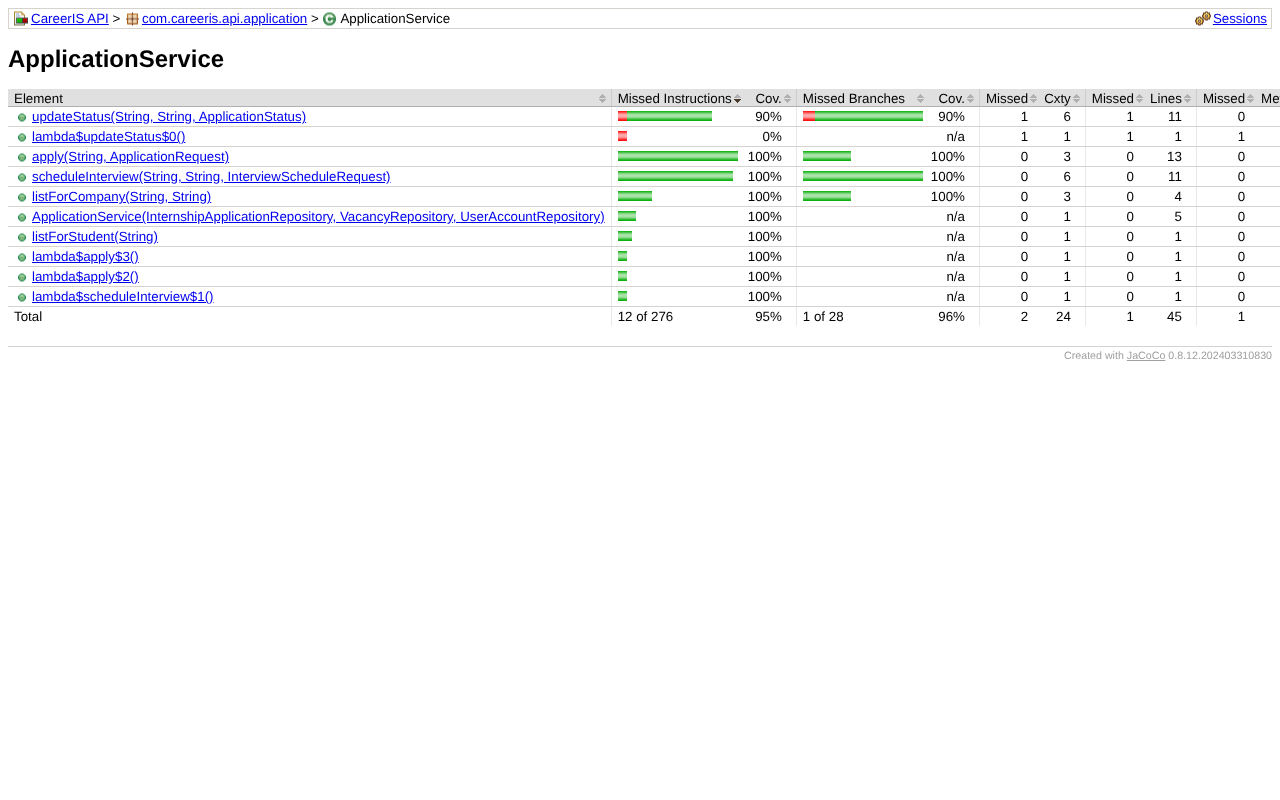 CareerIS API > com.careeris.api.application > ApplicationService Sessions
ApplicationService
Element Missed Instructions Cov. Missed Branches Cov. Missed Cxty Missed Lines Missed
updateStatus(String, String, ApplicationStatus) 90% 90% 1 6 1 11 0
lambda$updateStatus$0() 0% n/a 1 1 1 1 1
apply(String, ApplicationRequest) 100% 100% 0 3 0 13 0
scheduleInterview(String, String, InterviewScheduleRequest) 100% 100% 0 6 0 11 0
listForCompany(String, String) 100% 100% 0 3 0 4 0
ApplicationService(InternshipApplicationRepository, VacancyRepository, UserAccountRepository) 100% n/a 0 1 0 5 0
listForStudent(String) 100% n/a 0 1 0 1 0
lambda$apply$3() 100% n/a 0 1 0 1 0
lambda$apply$2() 100% n/a 0 1 0 1 0
lambda$scheduleInterview$1() 100% n/a 0 1 0 1 0
Total 12 of 276 95% 1 of 28 96% 2 24 1 45 1
Created with JaCoCo 0.8.12.202403310830